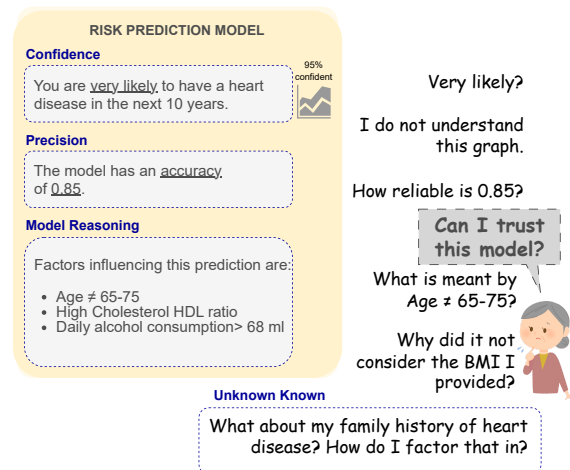 RISK PREDICTION MODEL
Confidence
You are very likely to have a heart
disease in the next 10 years.
95%
confident
Precision
The model has an accuracy
of 0.85.
Model Reasoning
Factors influencing this prediction are:
• Age ≠ 65-75
• High Cholesterol HDL ratio
• Daily alcohol consumption> 68 ml
Very likely?
I do not understand
this graph.
How reliable is 0.85?
Can I trust
this model?
What is meant by
Age ≠ 65-75?
Why did it not
consider the BMI I
provided?
Unknown Known
What about my family history of heart
disease? How do I factor that in?